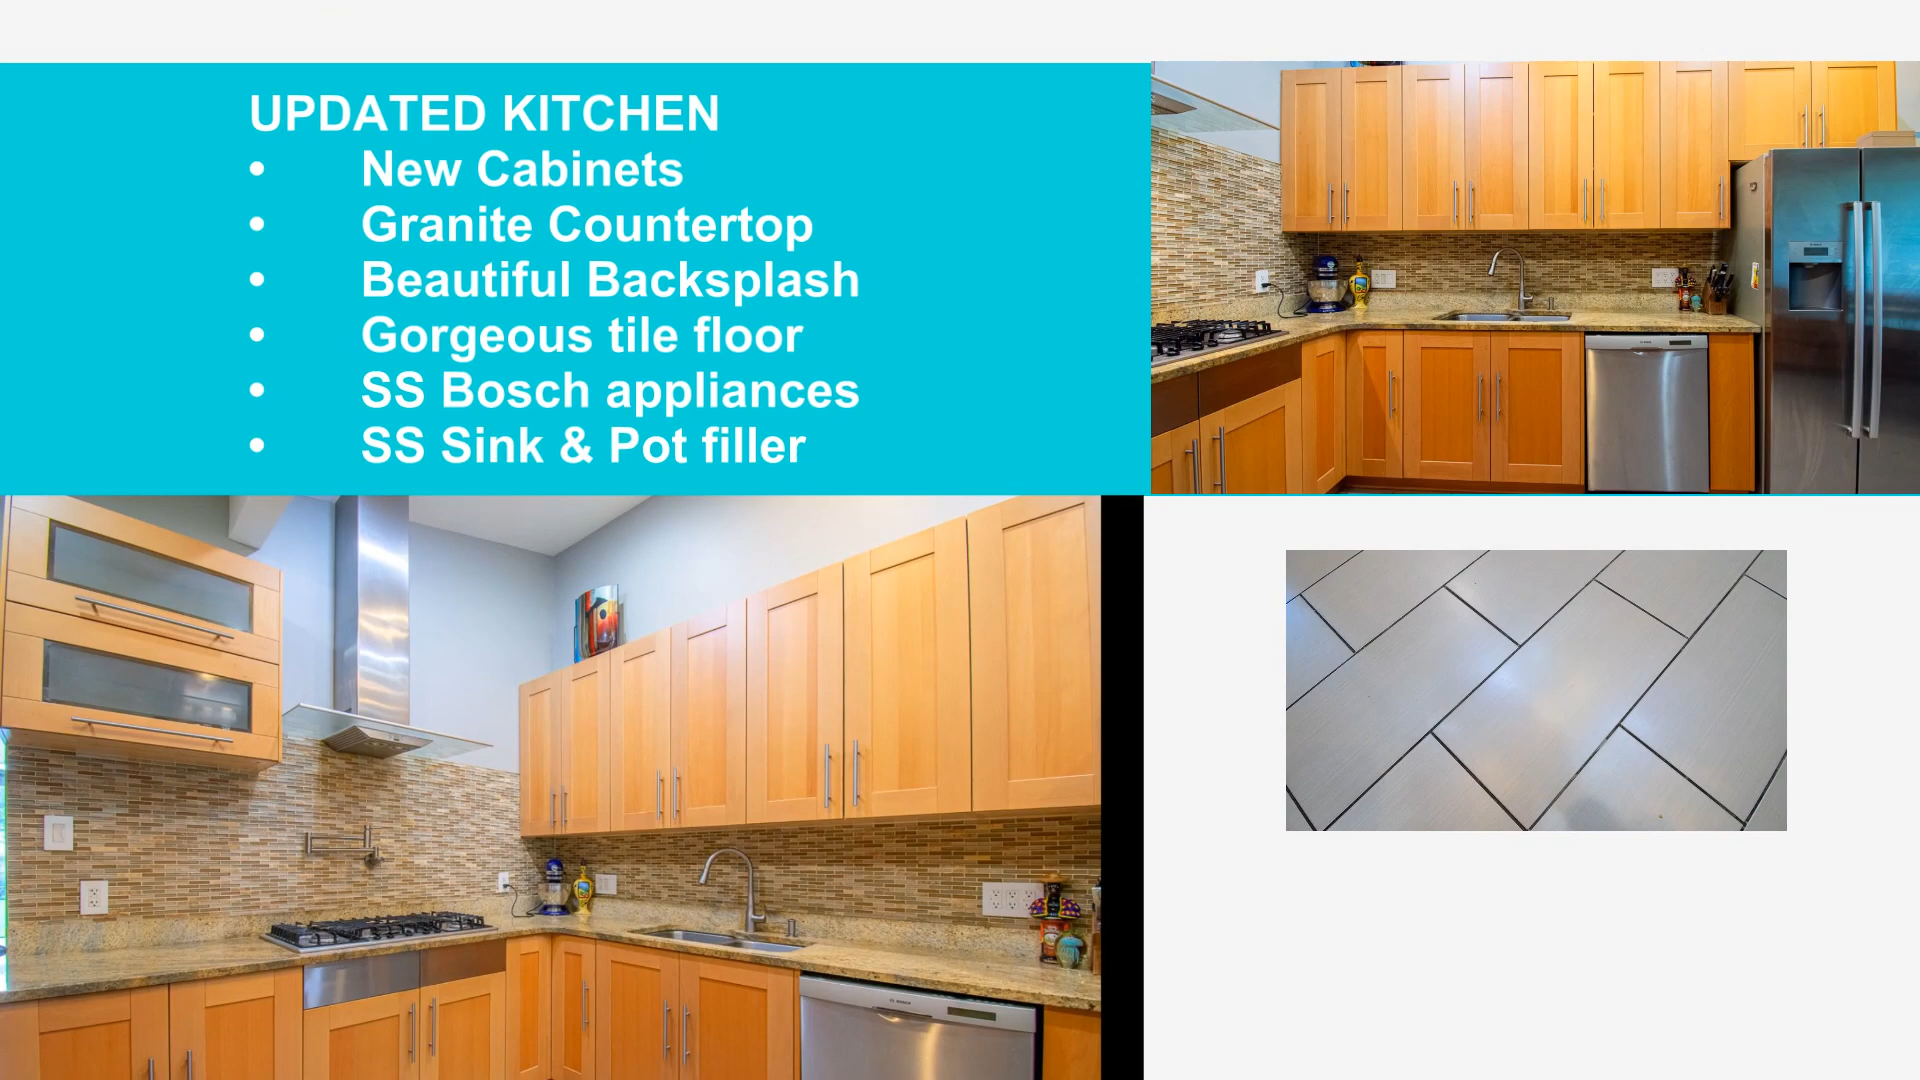 UPDATED KITCHEN
• New Cabinets
• Granite Countertop
• Beautiful Backsplash
• Gorgeous tile floor
• SS Bosch appliances
• SS Sink & Pot filler